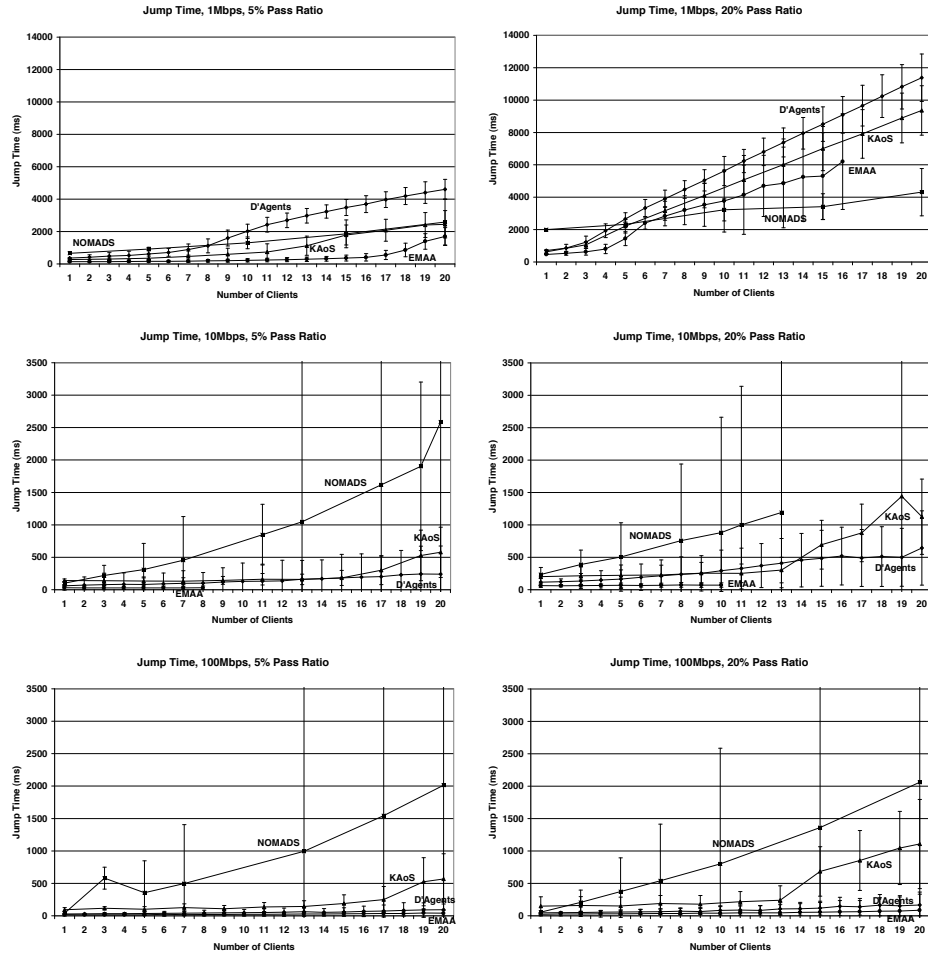 Jump Time, 1Mbps, 5% Pass Ratio
Jump Time (ms)
14000
12000
10000
8000
6000
4000
2000
0
NOMADS
D'Agents
KAoS
EMAA
1 2 3 4 5 6 7 8 9 10 11 12 13 14 15 16 17 18 19 20
Number of Clients
Jump Time, 1Mbps, 20% Pass Ratio
Jump Time (ms)
14000
12000
10000
8000
6000
4000
2000
0
D'Agents
KAoS
EMAA
NOMADS
1 2 3 4 5 6 7 8 9 10 11 12 13 14 15 16 17 18 19 20
Number of Clients
Jump Time, 10Mbps, 5% Pass Ratio
Jump Time (ms)
3500
3000
2500
2000
1500
1000
500
0
NOMADS
KAoS
D'Agents
EMAA
1 2 3 4 5 6 7 8 9 10 11 12 13 14 15 16 17 18 19 20
Number of Clients
Jump Time, 10Mbps, 20% Pass Ratio
Jump Time (ms)
3500
3000
2500
2000
1500
1000
500
0
NOMADS
KAoS
D'Agents
EMAA
1 2 3 4 5 6 7 8 9 10 11 12 13 14 15 16 17 18 19 20
Number of Clients
Jump Time, 100Mbps, 5% Pass Ratio
Jump Time (ms)
3500
3000
2500
2000
1500
1000
500
0
NOMADS
KAoS
D'Agents
EMAA
1 2 3 4 5 6 7 8 9 10 11 12 13 14 15 16 17 18 19 20
Number of Clients
Jump Time, 100Mbps, 20% Pass Ratio
Jump Time (ms)
3500
3000
2500
2000
1500
1000
500
0
NOMADS
KAoS
D'Agents
EMAA
1 2 3 4 5 6 7 8 9 10 11 12 13 14 15 16 17 18 19 20
Number of Clients